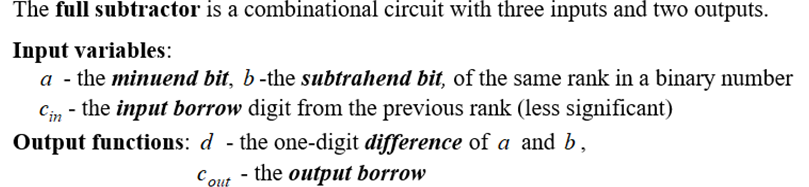 The full subtractor is a combinational circuit with three inputs and two outputs.
Input variables:
a - the minuend bit, b -the subtrahend bit, of the same rank in a binary number
c_in - the input borrow digit from the previous rank (less significant)
Output functions: d - the one-digit difference of a and b,
c_out - the output borrow